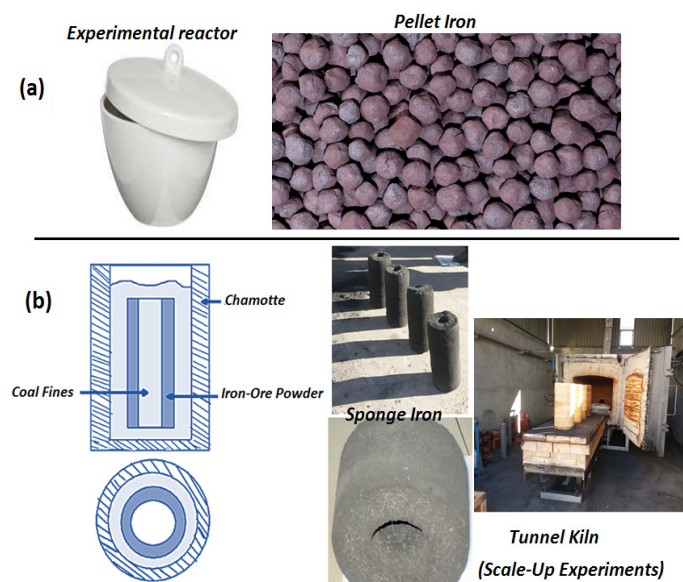 Experimental reactor
Pellet Iron
(a)
(b)
Chamotte
Coal Fines
Iron-Ore Powder
Sponge Iron
Tunnel Kiln
(Scale-Up Experiments)